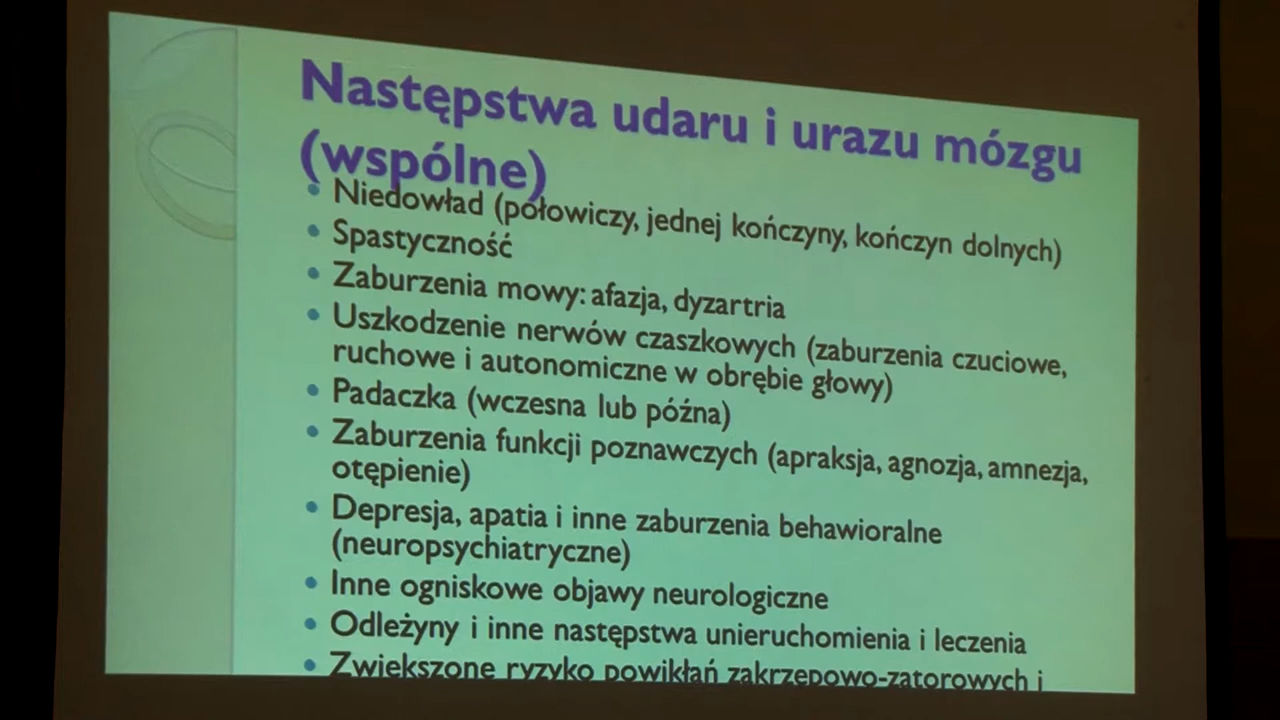 Następstwa udaru i urazu mózgu
(wspólne)
• Niedowład (połowiczy, jednej kończyny, kończyn dolnych)
• Spastyczność
• Zaburzenia mowy: afazja, dyzartria
• Uszkodzenie nerwów czaszkowych (zaburzenia czuciowe,
ruchowe i autonomiczne w obrębie głowy)
• Padaczka (wczesna lub późna)
• Zaburzenia funkcji poznawczych (apraksja, agnozja, amnezja,
otępienie)
• Depresja, apatia i inne zaburzenia behawioralne
(neuropsychiatryczne)
• Inne ogniskowe objawy neurologiczne
• Odleżyny i inne następstwa unieruchomienia i leczenia
• Zwiększone ryzyko powikłań zakrzepowo-zatorowych i